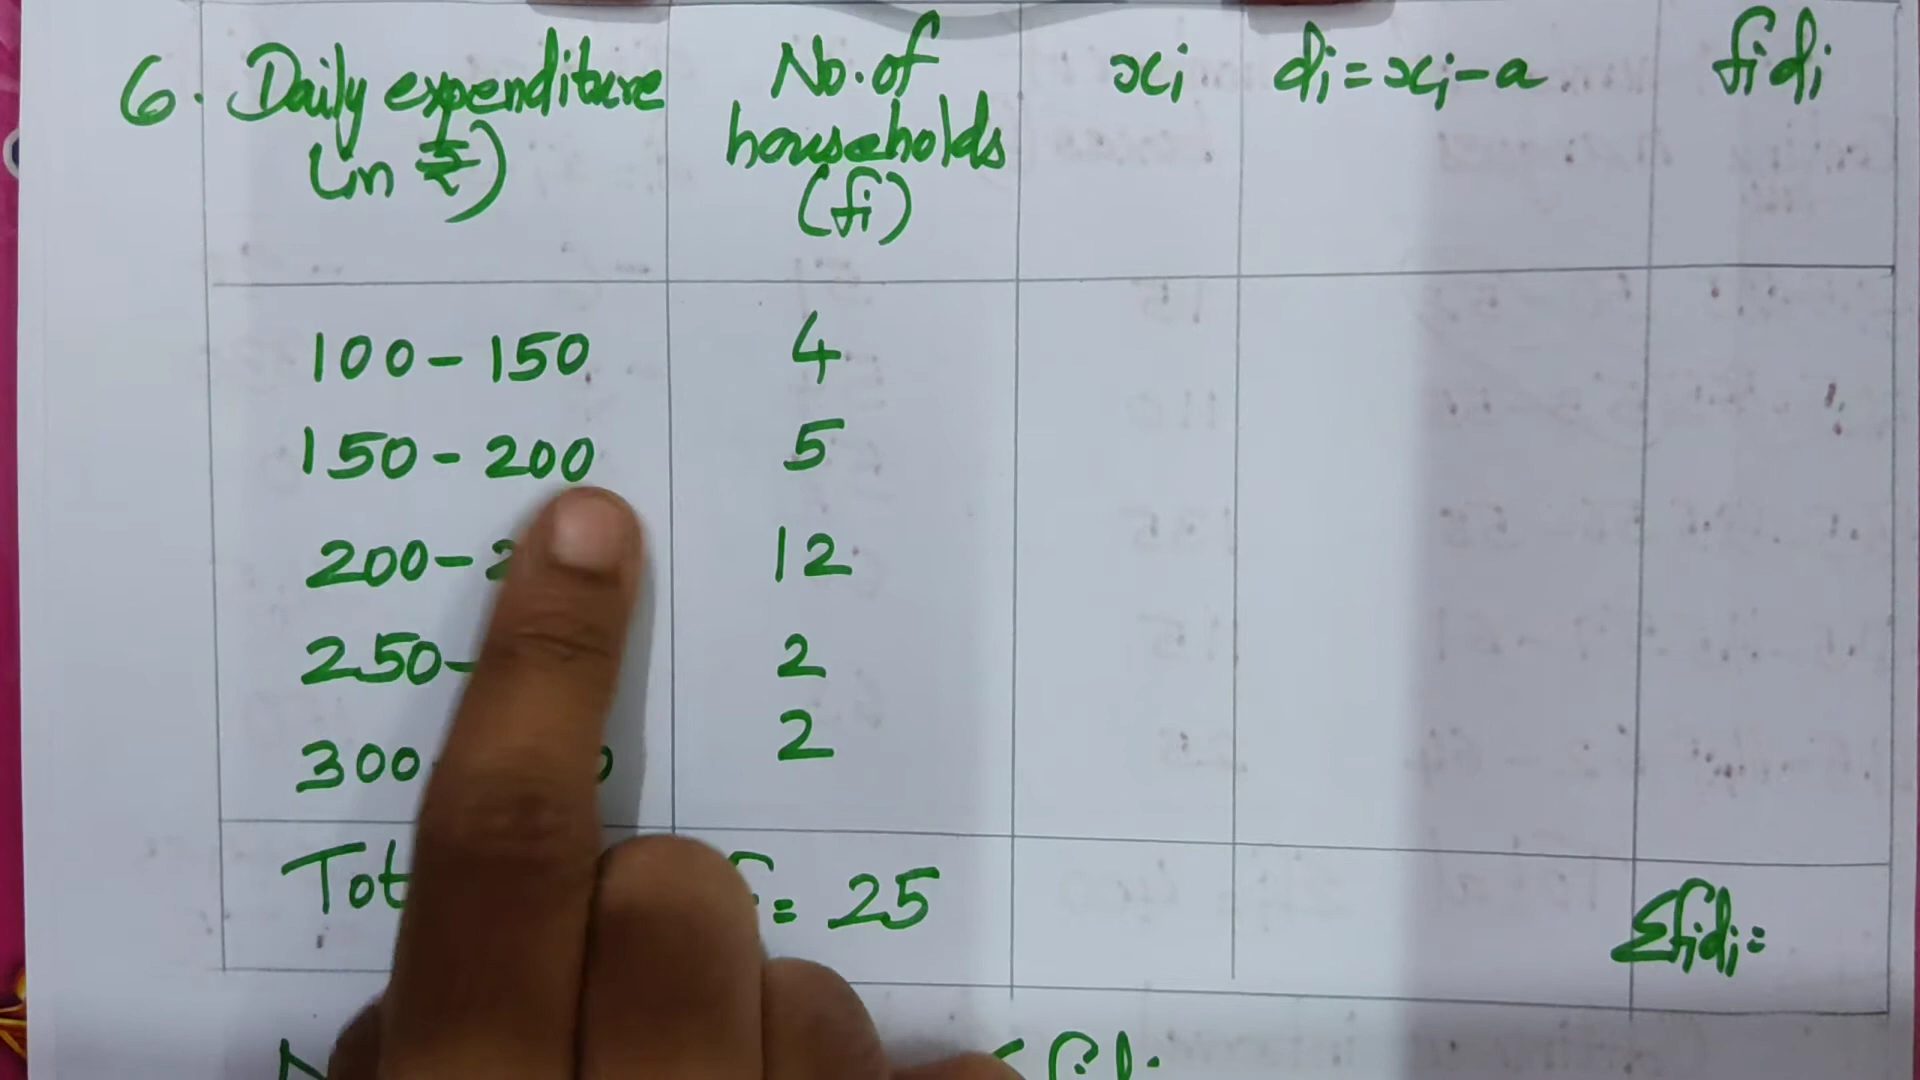 6. Daily expenditure (in ₹) No. of households (fi) xi di = xi - a fidi
100 - 150 4
150 - 200 5
200 - 12
250 - 2
300 2
= 25 Σfidi =